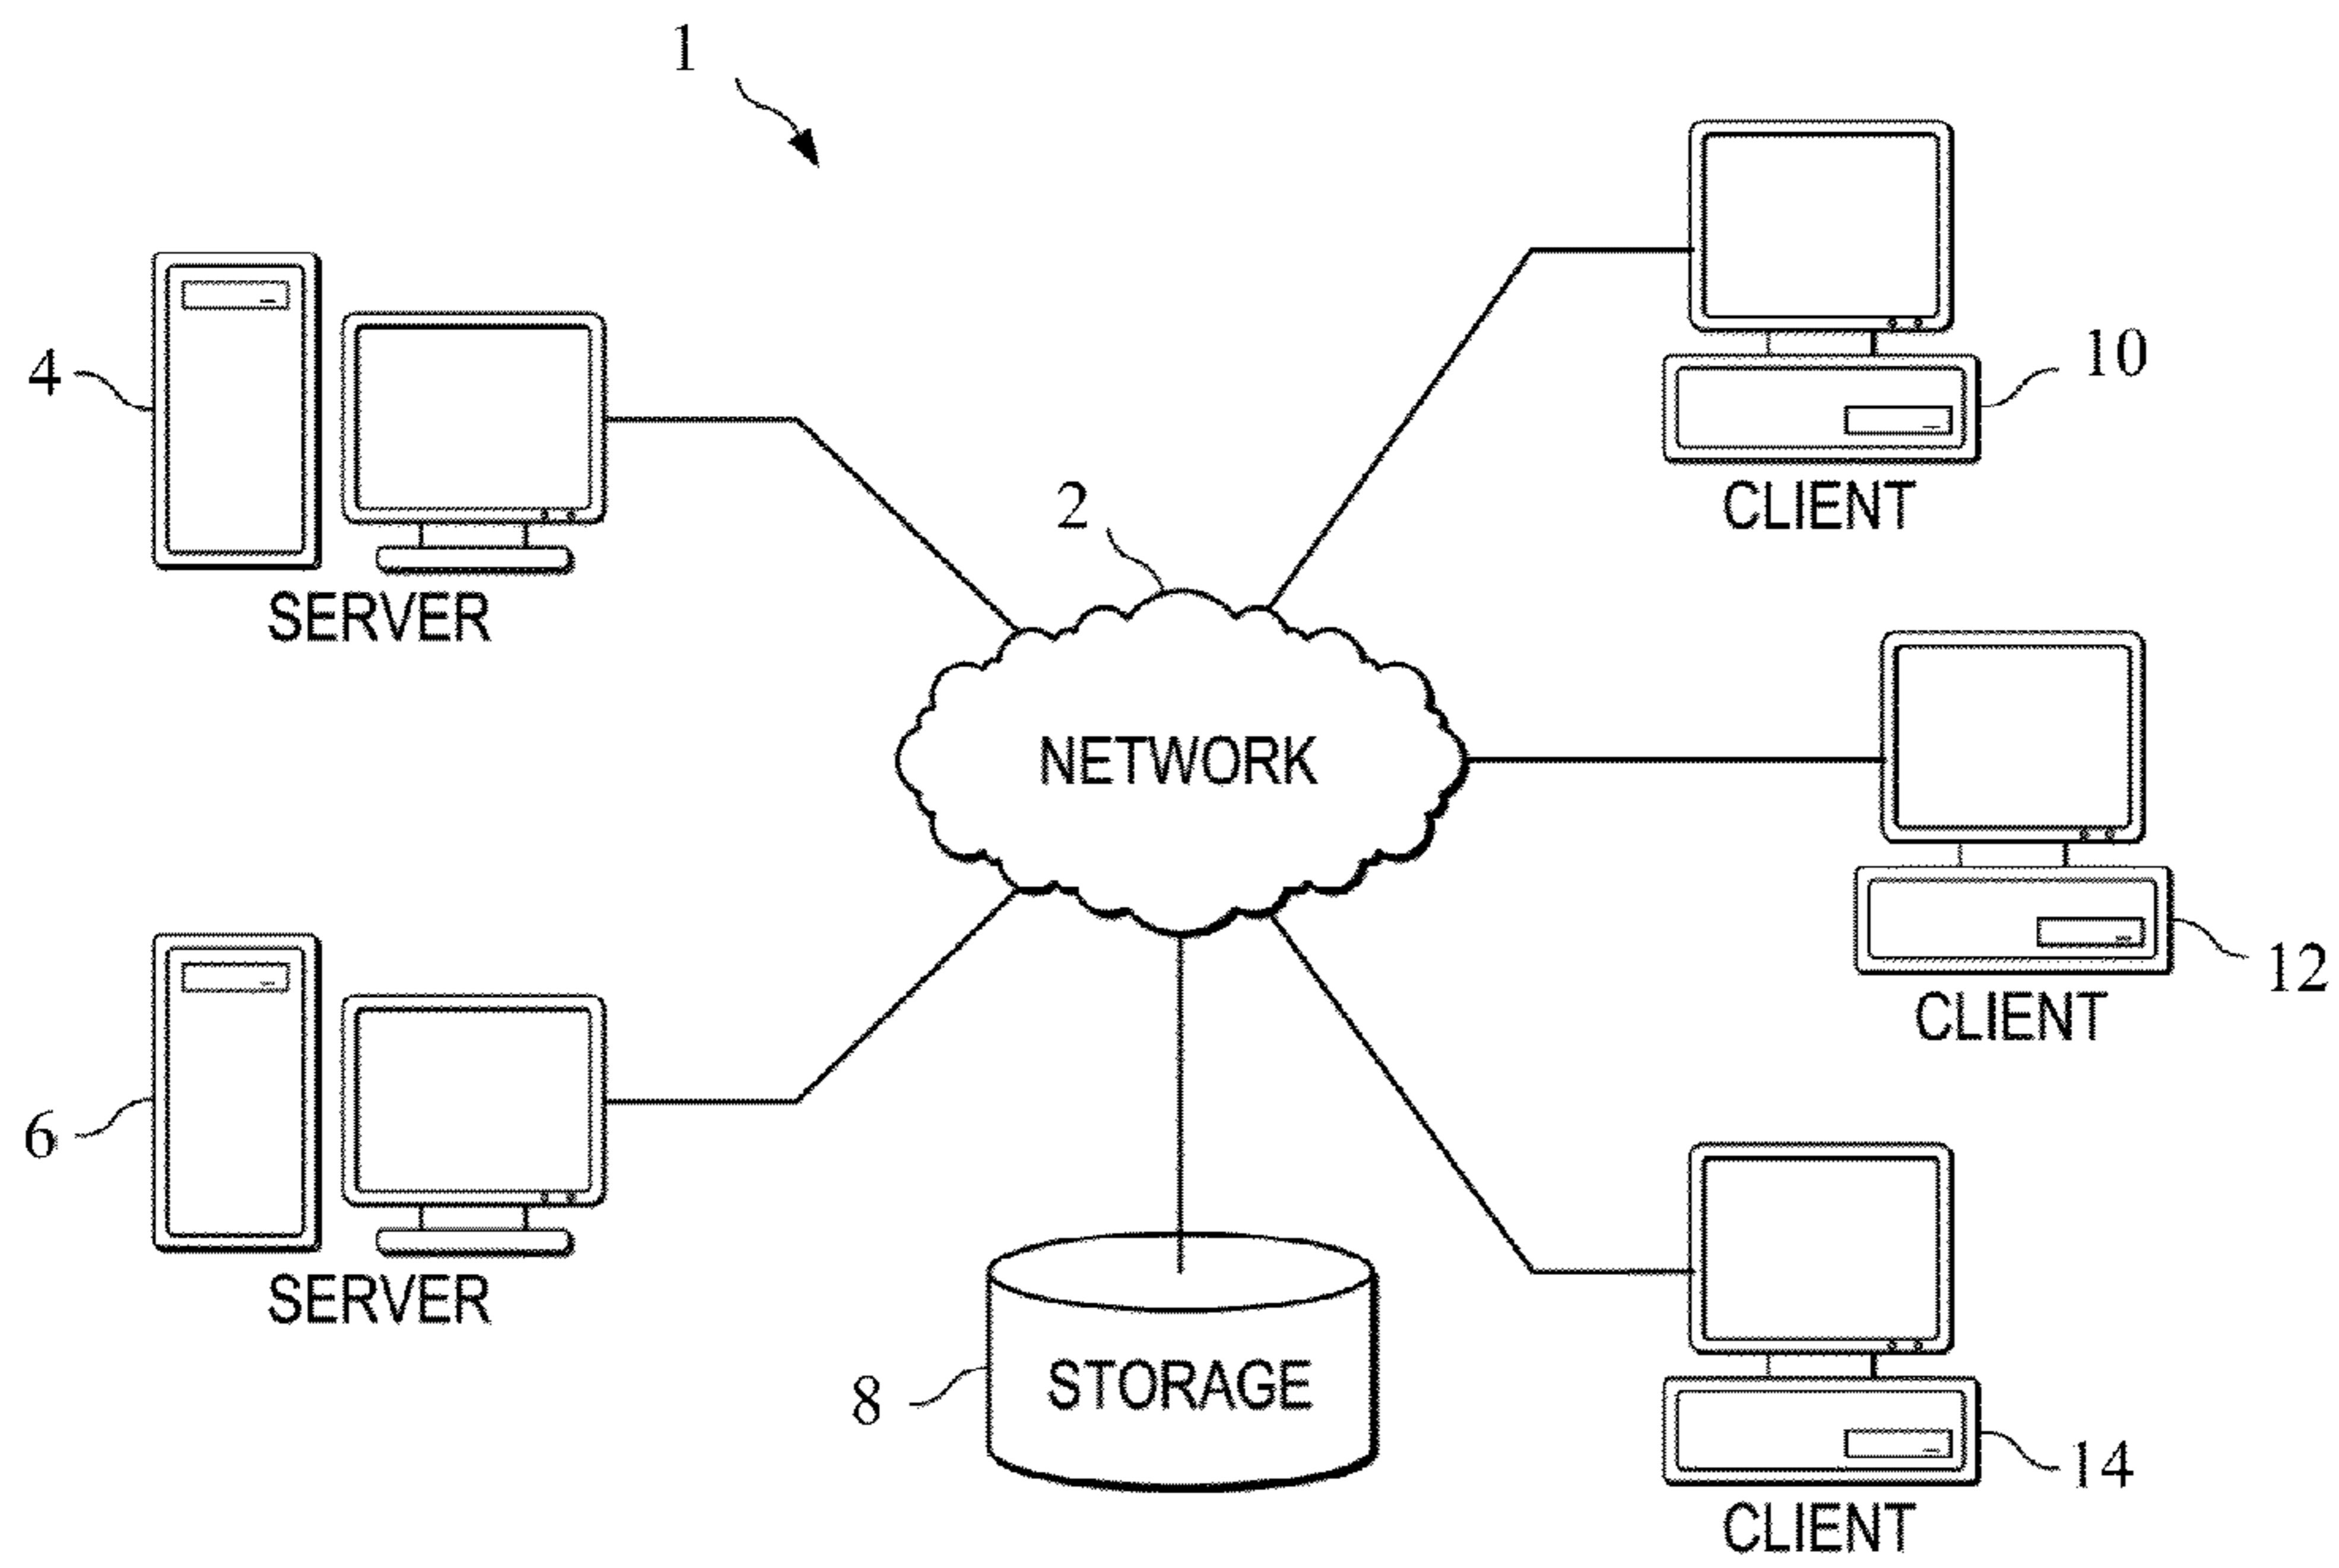 1
4
SERVER
10
CLIENT
2
NETWORK
12
CLIENT
6
SERVER
8
STORAGE
14
CLIENT